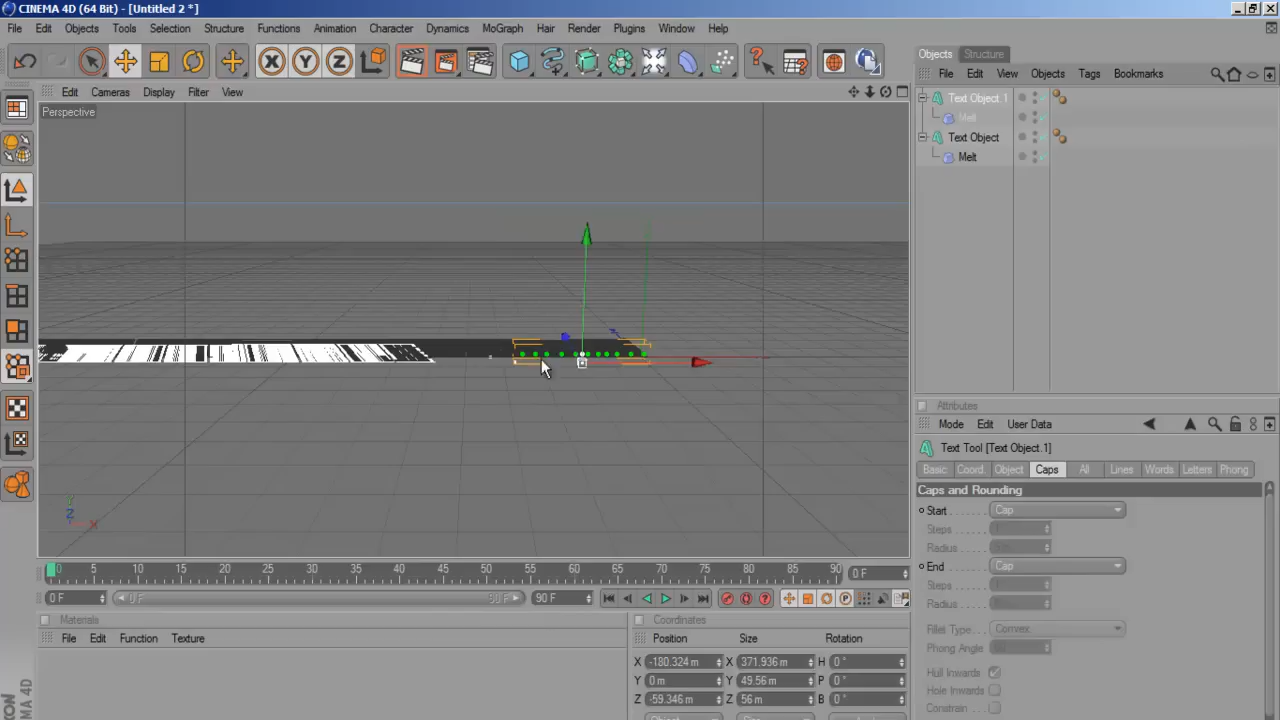 CINEMA 4D (64 Bit) - [Untitled 2 *]
File Edit Objects Tools Selection Structure Functions Animation Character Dynamics MoGraph Hair Render Plugins Window Help
Objects Structure
File Edit View Objects Tags Bookmarks
Edit Cameras Display Filter View
Perspective
Text Object.1
Melt
Text Object
Melt
Y
Z
X
Attributes
Mode Edit User Data
Text Tool [Text Object.1]
Basic Coord. Object Caps All Lines Words Letters Phong
Caps and Rounding
Start Cap
Steps
Radius
End Cap
Steps
Radius
Fillet Type Convex
Phong Angle
Hull Inwards
Hole Inwards
Constrain
0 5 10 15 20 25 30 35 40 45 50 55 60 65 70 75 80 85 90 0 F
0 F 0 F 90 F 90 F
Materials
File Edit Function Texture
Coordinates
Position Size Rotation
X -180.324 m X 371.936 m H 0 °
Y 0 m Y 49.56 m P 0 °
Z -59.346 m Z 56 m B 0 °
MA 4D